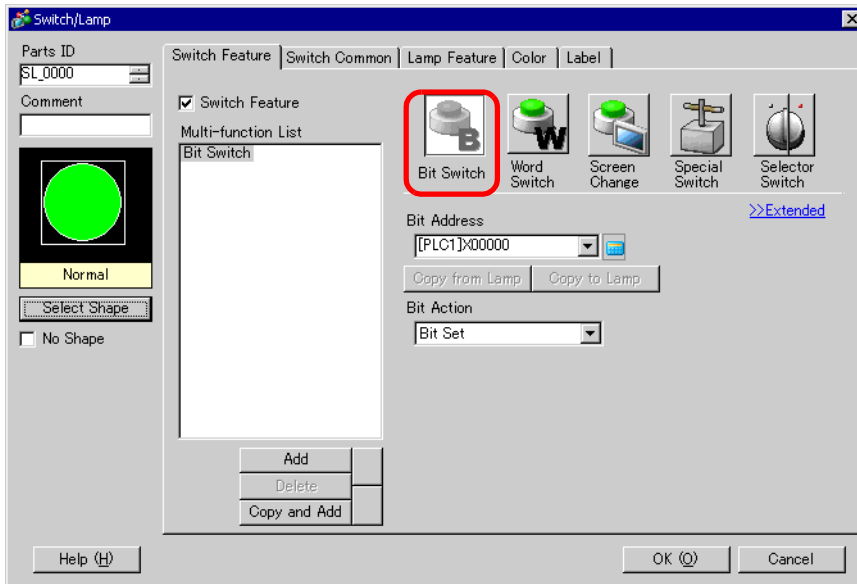 Switch/Lamp
Parts ID
SL_0000
Comment
Normal
Select Shape
No Shape
Switch Feature
Switch Common
Lamp Feature
Color
Label
Switch Feature
Multi-function List
Bit Switch
Add
Delete
Copy and Add
B
W
Bit Switch
Word
Switch
Screen
Change
Special
Switch
Selector
Switch
>>Extended
Bit Address
[PLC1]X00000
Copy from Lamp
Copy to Lamp
Bit Action
Bit Set
Help (H)
OK (O)
Cancel